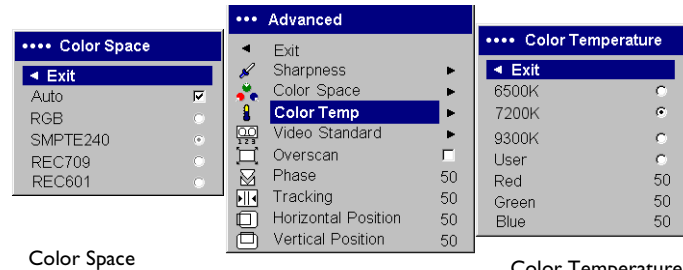 •••• Color Space
◄ Exit
Auto
RGB
SMPTE240
REC709
REC601
Color Space
••• Advanced
◄ Exit
Sharpness
Color Space
Color Temp
Video Standard
Overscan
Phase 50
Tracking 50
Horizontal Position 50
Vertical Position 50
•••• Color Temperature
◄ Exit
6500K
7200K
9300K
User
Red 50
Green 50
Blue 50
Color Temperature